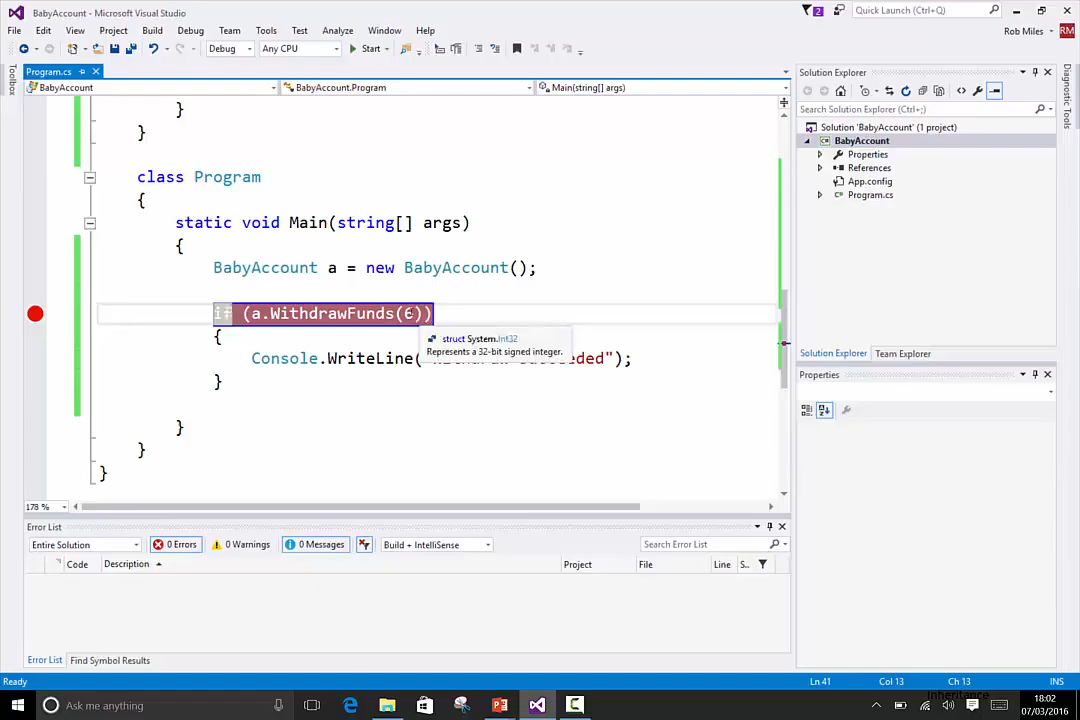 BabyAccount - Microsoft Visual Studio
2
Quick Launch (Ctrl+Q)
File Edit View Project Build Debug Team Tools Test Analyze Window Help
Rob Miles
RM
Debug Any CPU Start
Toolbox
Program.cs
BabyAccount BabyAccount.Program Main(string[] args)
}
}
class Program
{
static void Main(string[] args)
{
BabyAccount a = new BabyAccount();
if (a.WithdrawFunds(6))
{
struct System.Int32
Represents a 32-bit signed integer.
Console.WriteLine(
");
}
}
}
}
178 %
Solution Explorer
Search Solution Explorer (Ctrl+;)
Solution 'BabyAccount' (1 project)
BabyAccount
Properties
References
App.config
Program.cs
Solution Explorer Team Explorer
Properties
Diagnostic Tools
Error List
Entire Solution 0 Errors 0 Warnings 0 Messages Build + IntelliSense
Search Error List
Code Description Project File Line S..
Error List Find Symbol Results
Ready Ln 41 Col 13 Ch 13 INS
Inheritance
Ask me anything
18:02
07/03/2016